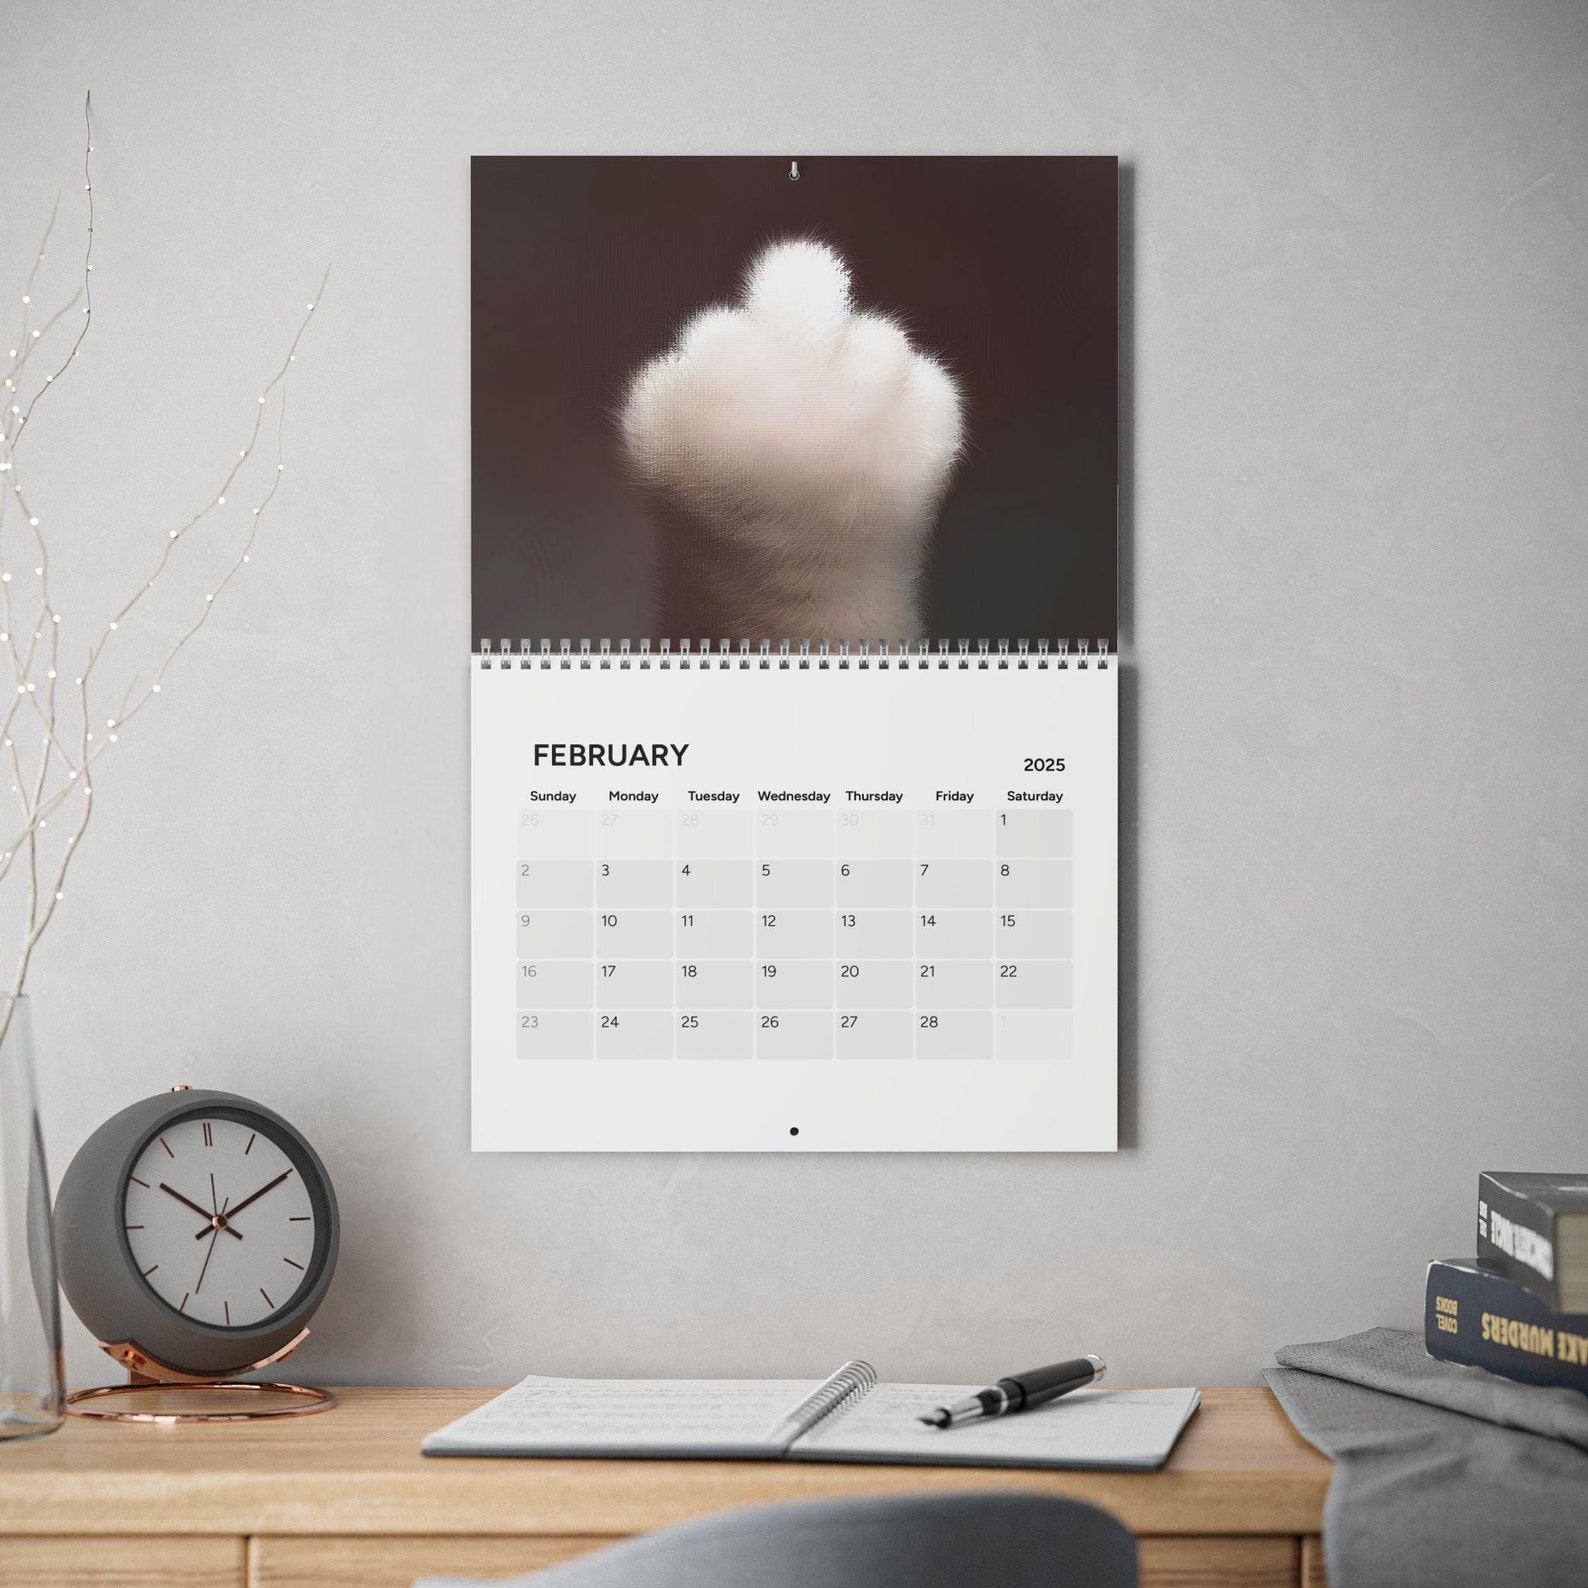 FEBRUARY
2025
Sunday Monday Tuesday Wednesday Thursday Friday Saturday
26 27 28 29 30 31 1
2 3 4 5 6 7 8
9 10 11 12 13 14 15
16 17 18 19 20 21 22
23 24 25 26 27 28 1
COVEL
BOOKS
AKE MURDERS